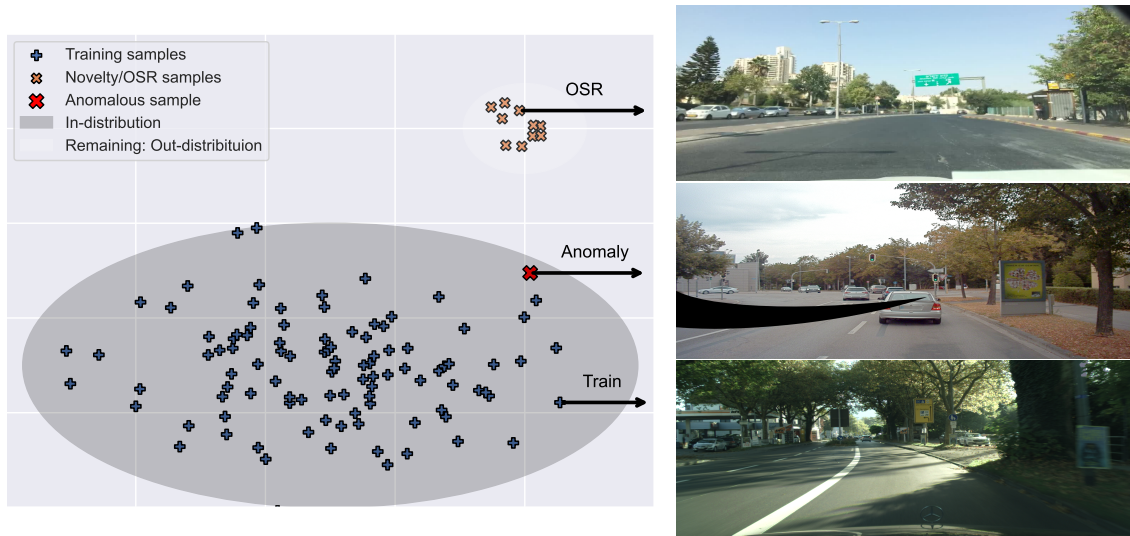 Training samples
Novelty/OSR samples
Anomalous sample
In-distribution
Remaining: Out-distribituion
OSR
Anomaly
Train